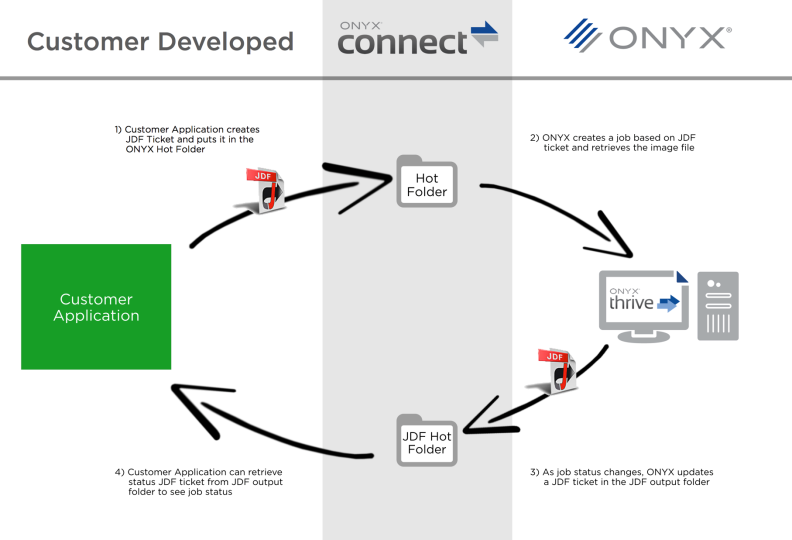 Customer Developed
ONYX
connect
ONYX®
1) Customer Application creates
JDF Ticket and puts it in the
ONYX Hot Folder
2) ONYX creates a job based on JDF
ticket and retrieves the image file
JDF
Hot
Folder
Customer
Application
ONYX
thrive
JDF
JDF Hot
Folder
4) Customer Application can retrieve
status JDF ticket from JDF output
folder to see job status
3) As job status changes, ONYX updates
a JDF ticket in the JDF output folder